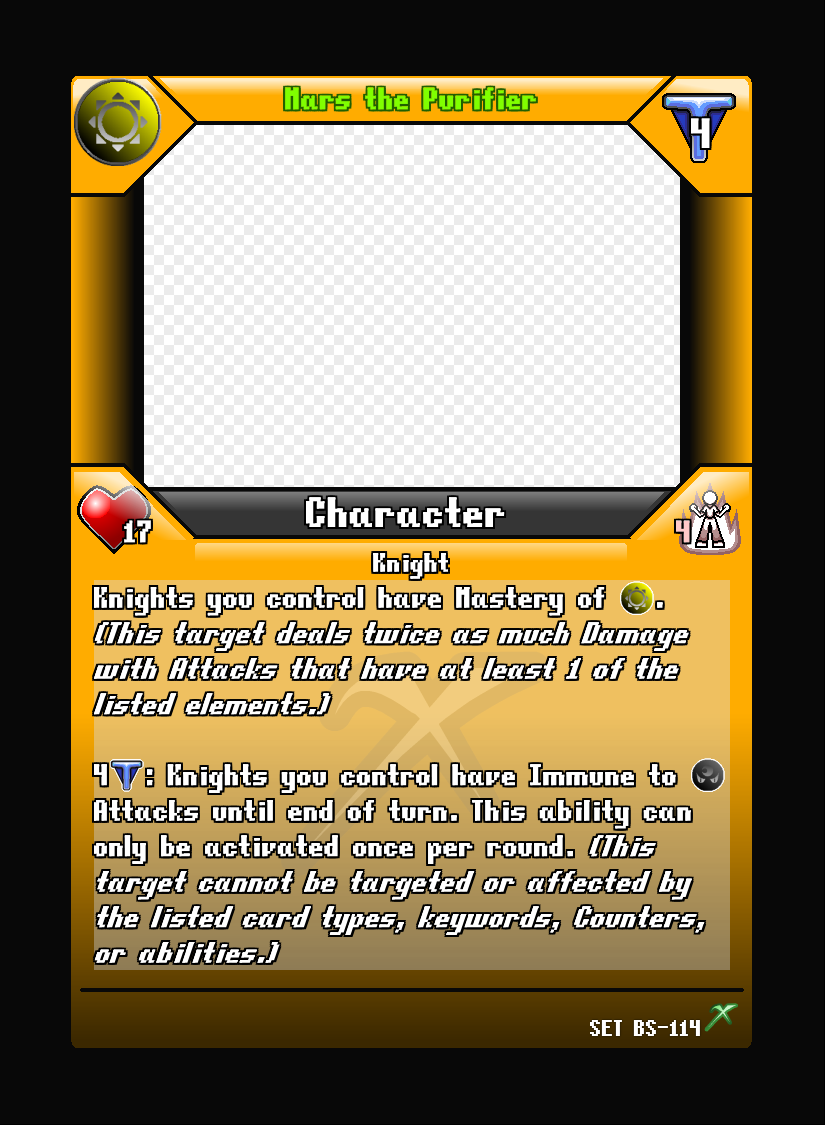 Mars the Purifier
4
17
Character
4
Knight
Knights you control have Mastery of .
(This target deals twice as much Damage
with Attacks that have at least 1 of the
listed elements.)
4 : Knights you control have Immune to
Attacks until end of turn. This ability can
only be activated once per round. (This
target cannot be targeted or affected by
the listed card types, keywords, Counters,
or abilities.)
SET BS-114